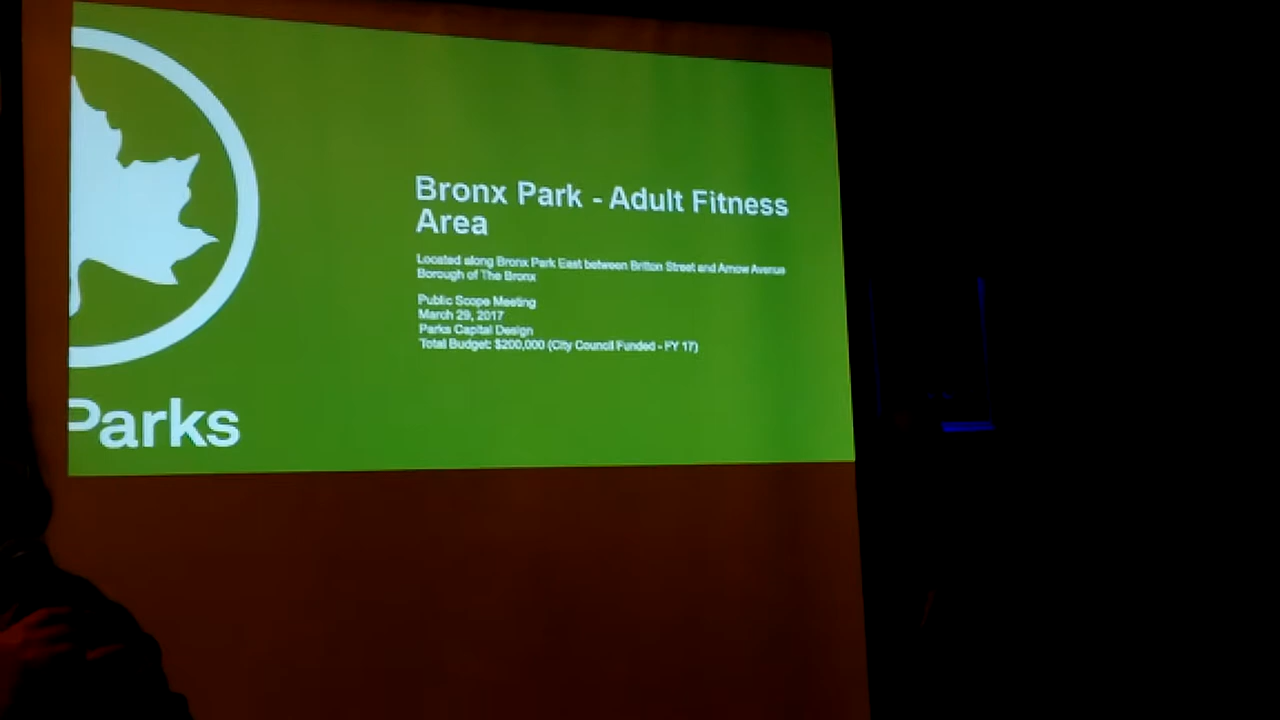 Bronx Park - Adult Fitness
Area
Located along Bronx Park East between Britton Street and Arnow Avenue
Borough of The Bronx
Public Scope Meeting
March 29, 2017
Parks Capital Design
Total Budget: $200,000 (City Council Funded - FY 17)
Parks